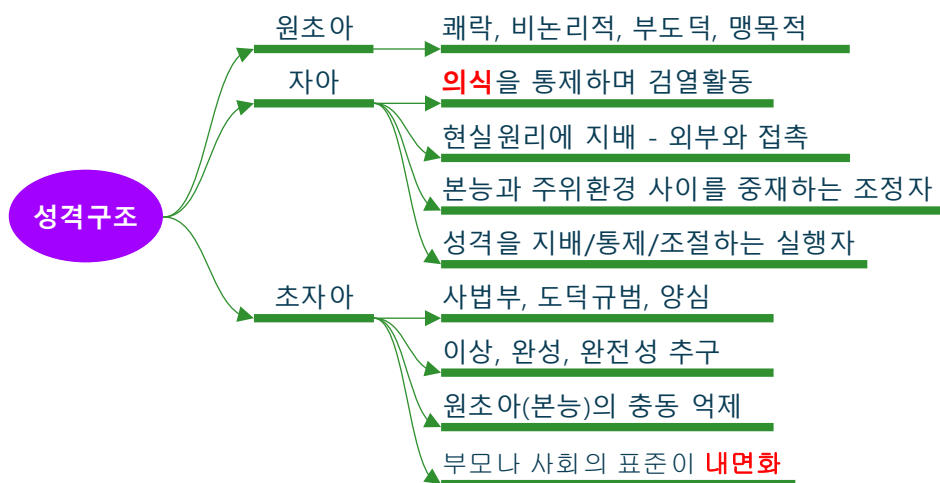 성격구조
원초아
쾌락, 비논리적, 부도덕, 맹목적
자아
의식을 통제하며 검열활동
현실원리에 지배 - 외부와 접촉
본능과 주위환경 사이를 중재하는 조정자
성격을 지배/통제/조절하는 실행자
초자아
사법부, 도덕규범, 양심
이상, 완성, 완전성 추구
원초아(본능)의 충동 억제
부모나 사회의 표준이 내면화